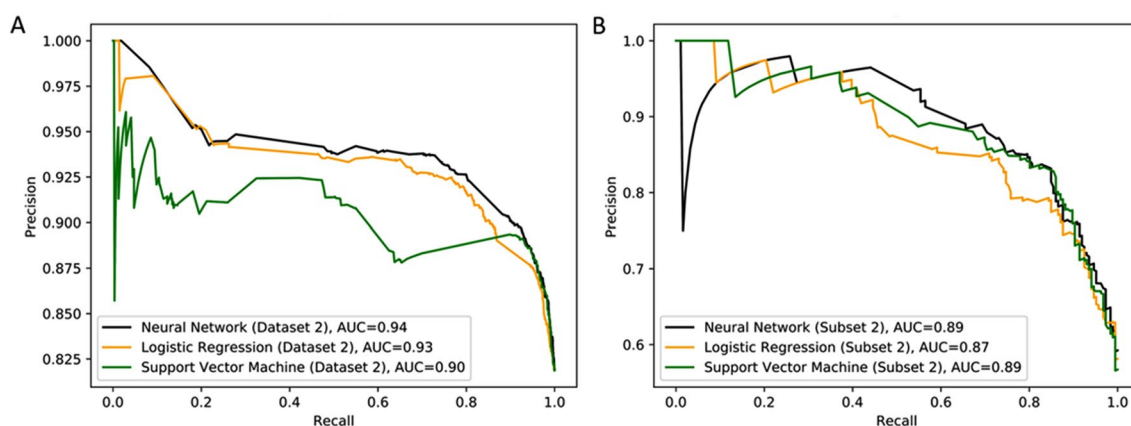 A
1.000
0.975
0.950
0.925
0.900
0.875
0.850
0.825
Precision
Neural Network (Dataset 2), AUC=0.94
Logistic Regression (Dataset 2), AUC=0.93
Support Vector Machine (Dataset 2), AUC=0.90
0.0 0.2 0.4 0.6 0.8 1.0
Recall
B
1.0
0.9
0.8
0.7
0.6
Precision
Neural Network (Subset 2), AUC=0.89
Logistic Regression (Subset 2), AUC=0.87
Support Vector Machine (Subset 2), AUC=0.89
0.0 0.2 0.4 0.6 0.8 1.0
Recall